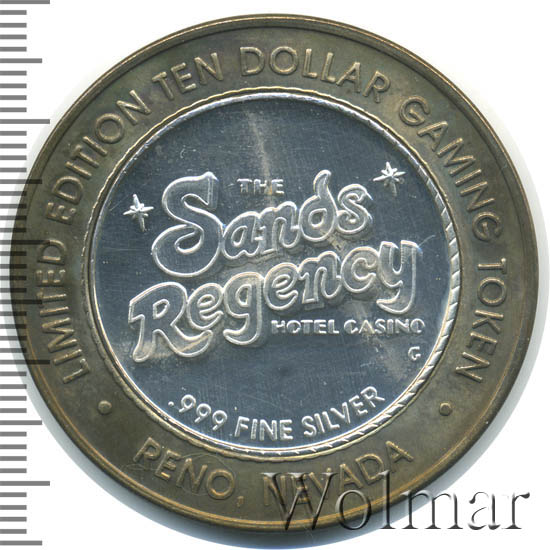 LIMITED EDITION TEN DOLLAR GAMING TOKEN
THE
Sands
Regency
HOTEL CASINO
G
.999 FINE SILVER
• RENO, NEVADA •
Wolmar